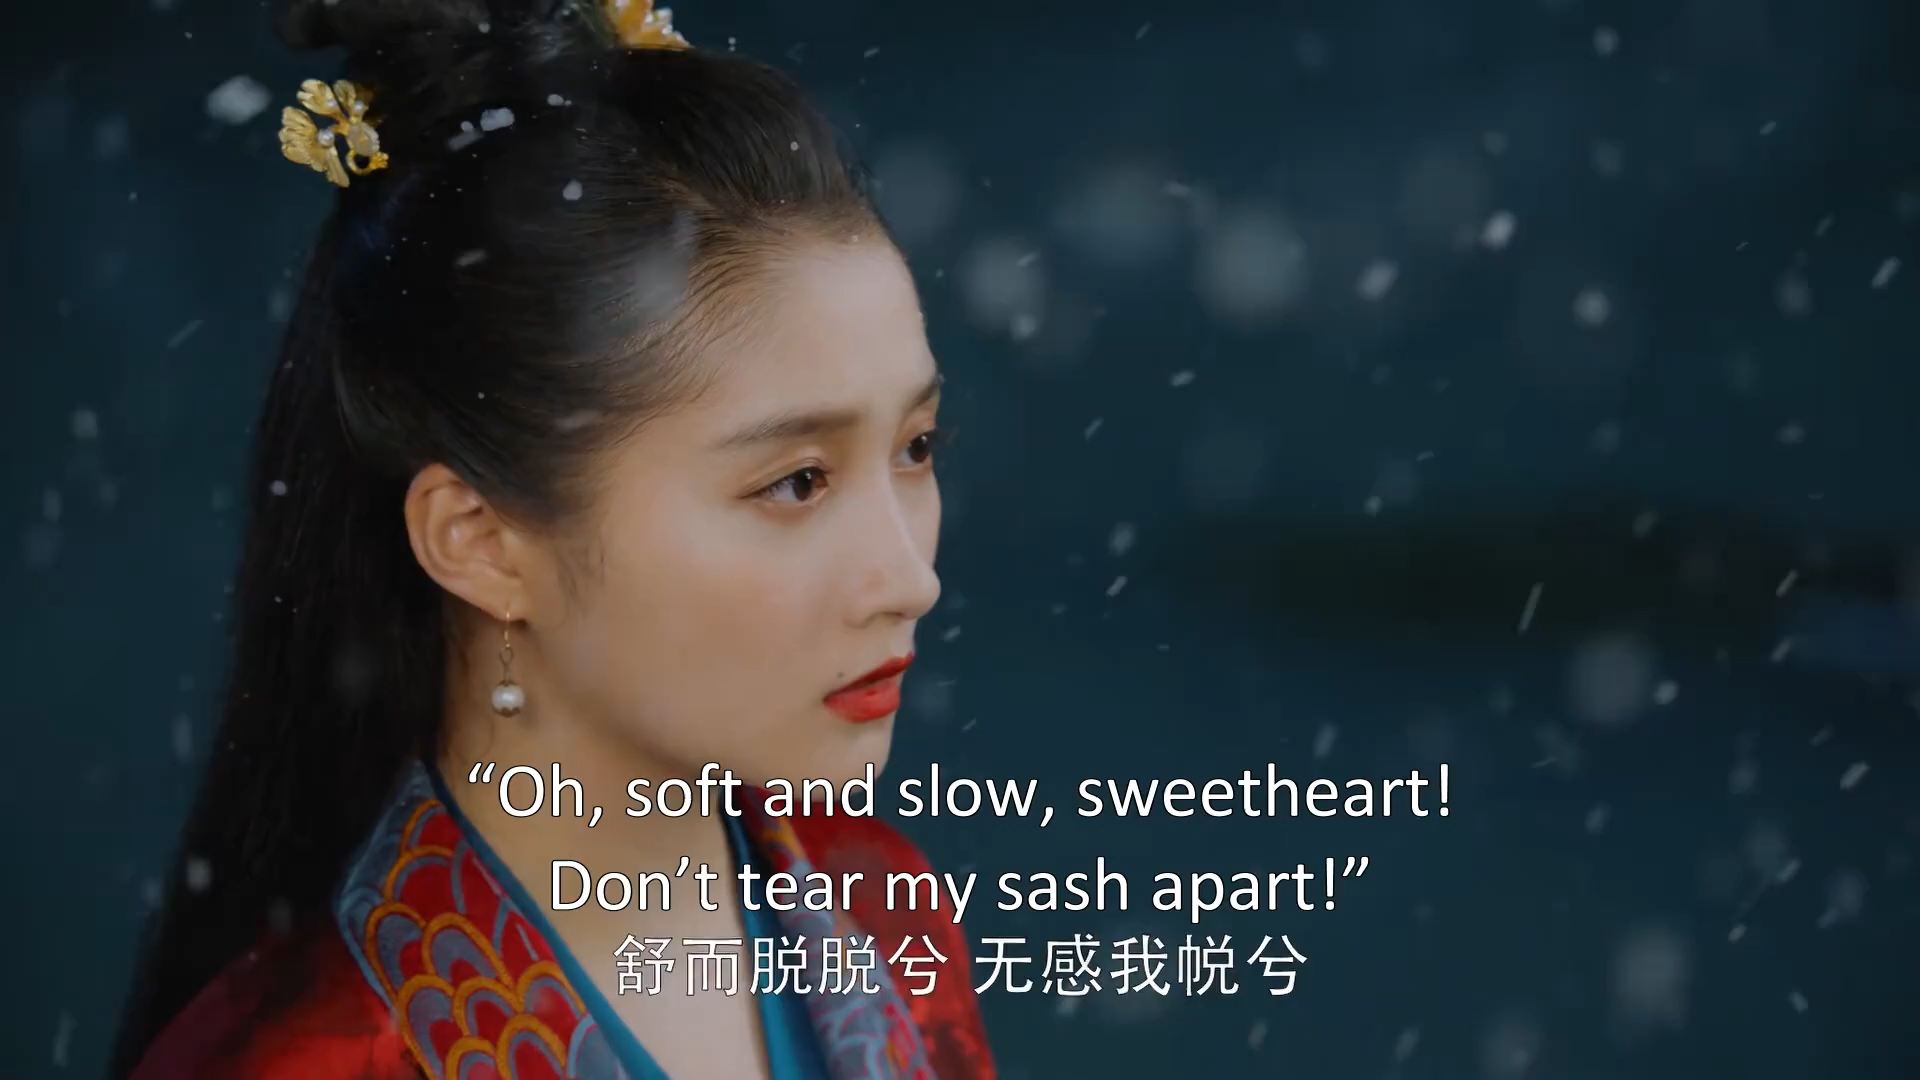 “Oh, soft and slow, sweetheart!
Don’t tear my sash apart!”
舒而脱脱兮 无感我帨兮